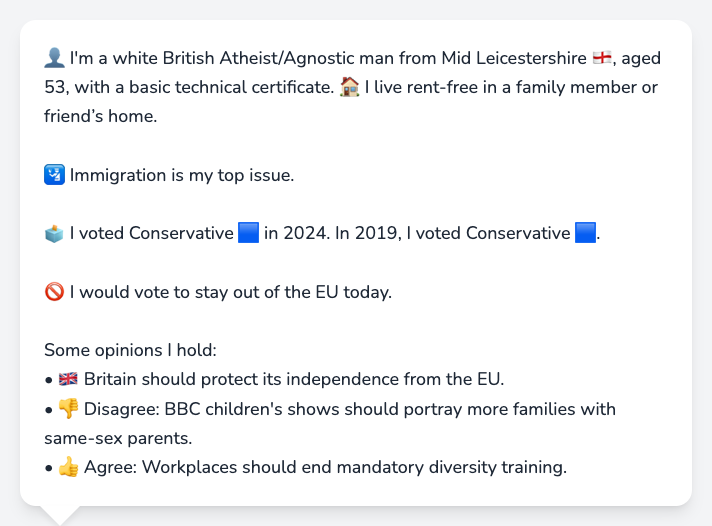 👤 I'm a white British Atheist/Agnostic man from Mid Leicestershire 🏴󠁧󠁢󠁥󠁮󠁧󠁿, aged
53, with a basic technical certificate. 🏠 I live rent-free in a family member or
friend’s home.
🛂 Immigration is my top issue.
🗳️ I voted Conservative 🟦 in 2024. In 2019, I voted Conservative 🟦.
🚫 I would vote to stay out of the EU today.
Some opinions I hold:
• 🇬🇧 Britain should protect its independence from the EU.
• 👎 Disagree: BBC children's shows should portray more families with
same-sex parents.
• 👍 Agree: Workplaces should end mandatory diversity training.